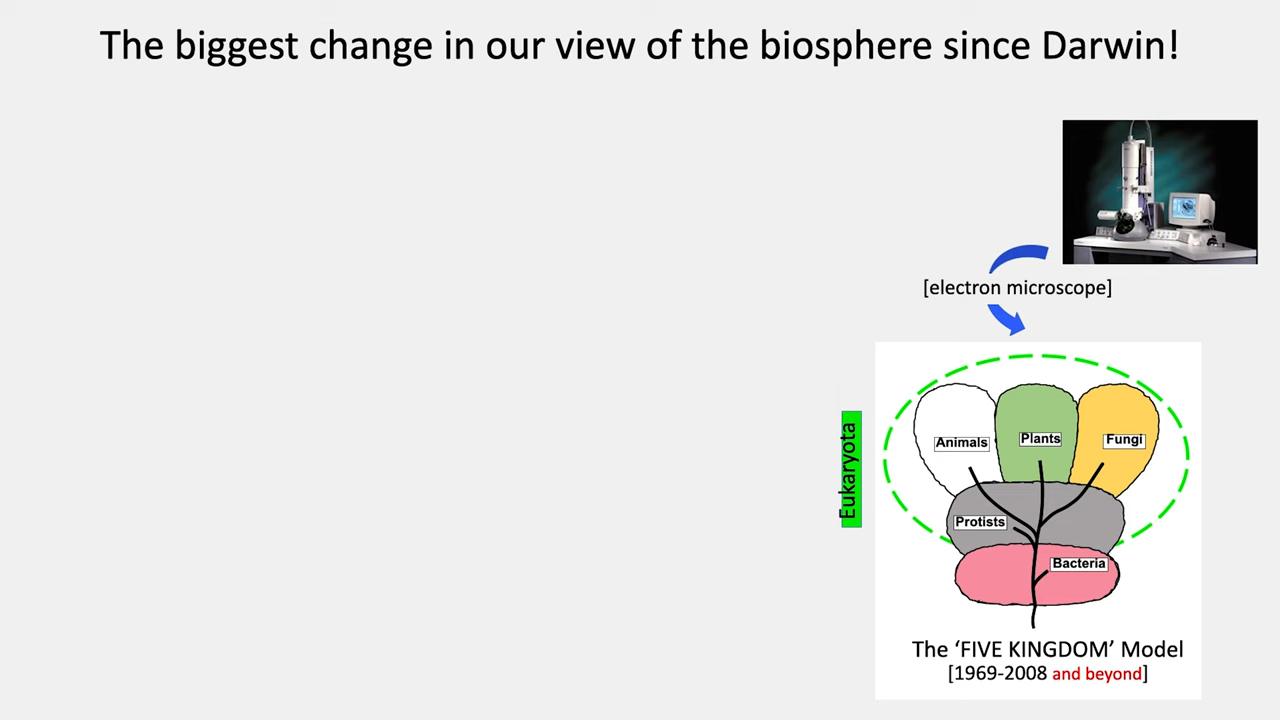 The biggest change in our view of the biosphere since Darwin!
[electron microscope]
Eukaryota
Animals
Plants
Fungi
Protists
Bacteria
The ‘FIVE KINGDOM’ Model
[1969-2008 and beyond]